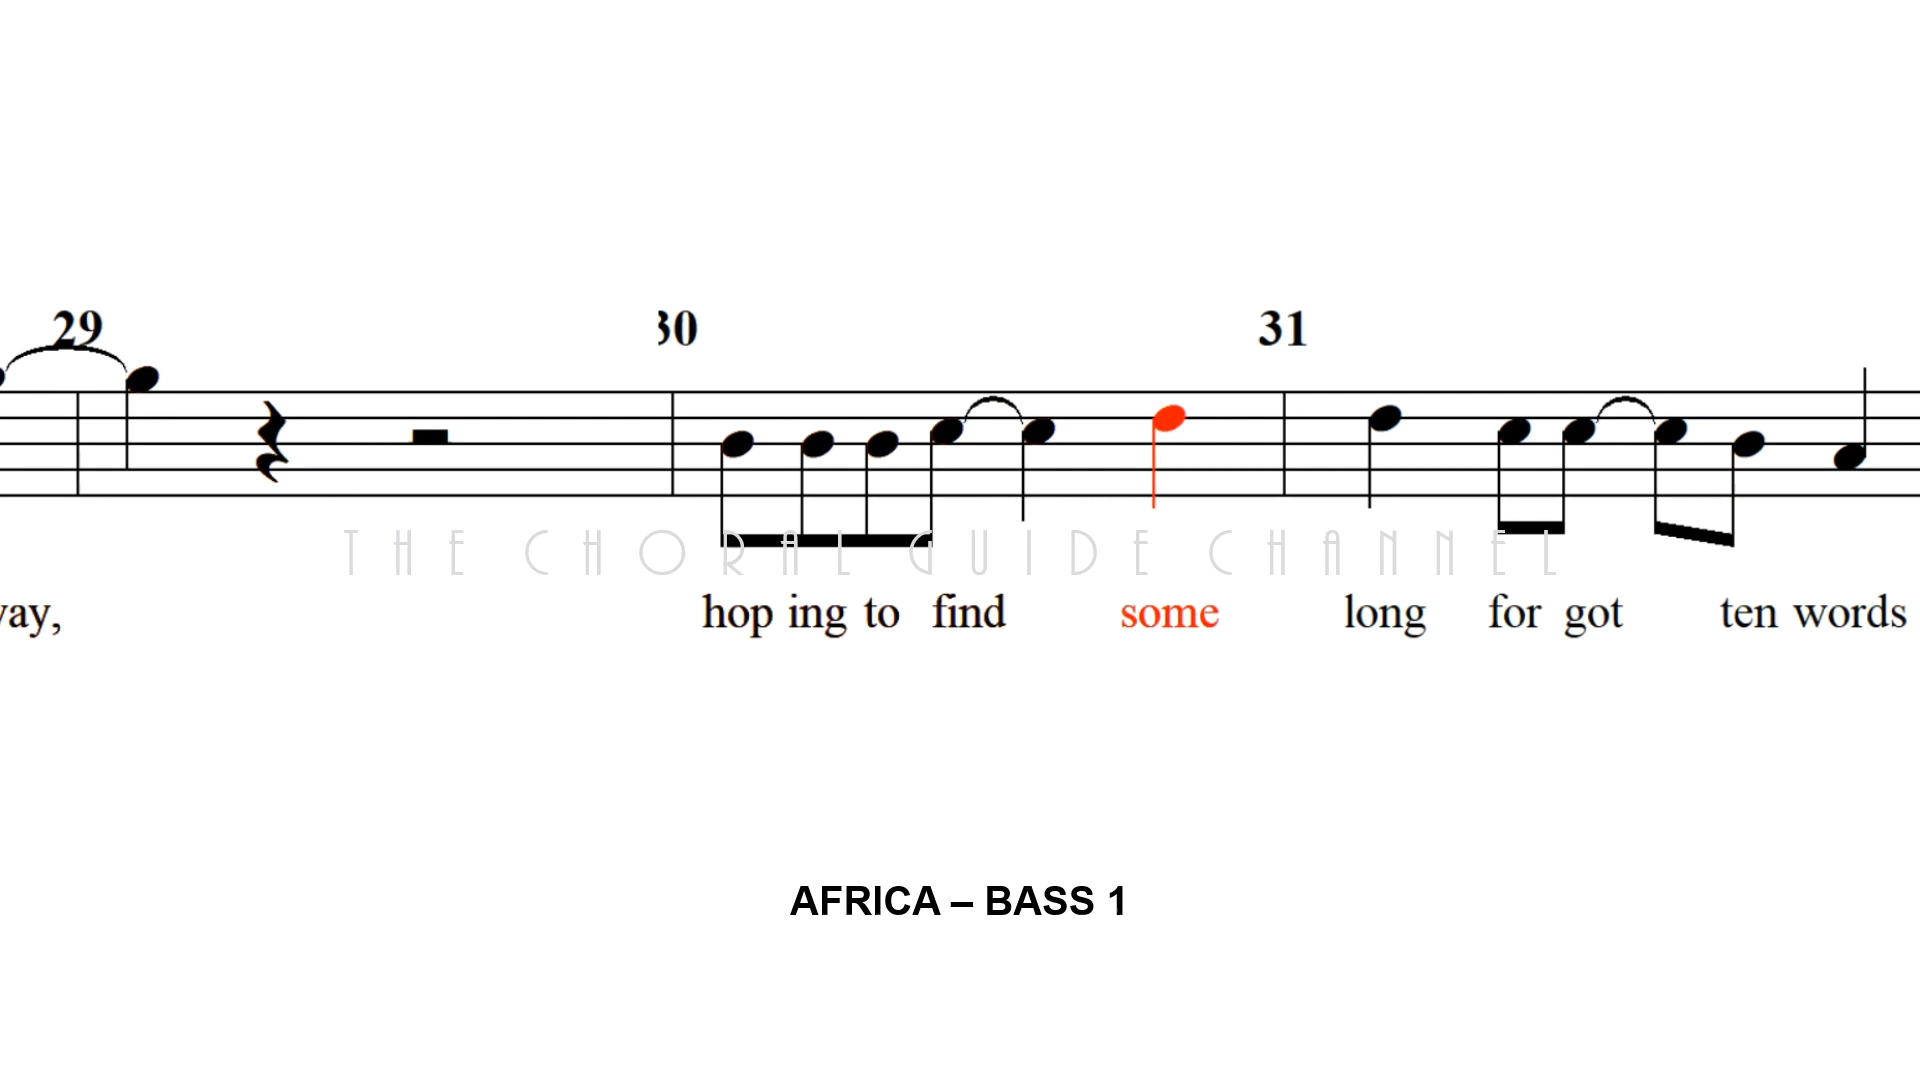 29 30 31
THE CHORAL GUIDE CHANNEL
hop ing to find some long for got ten words
AFRICA – BASS 1